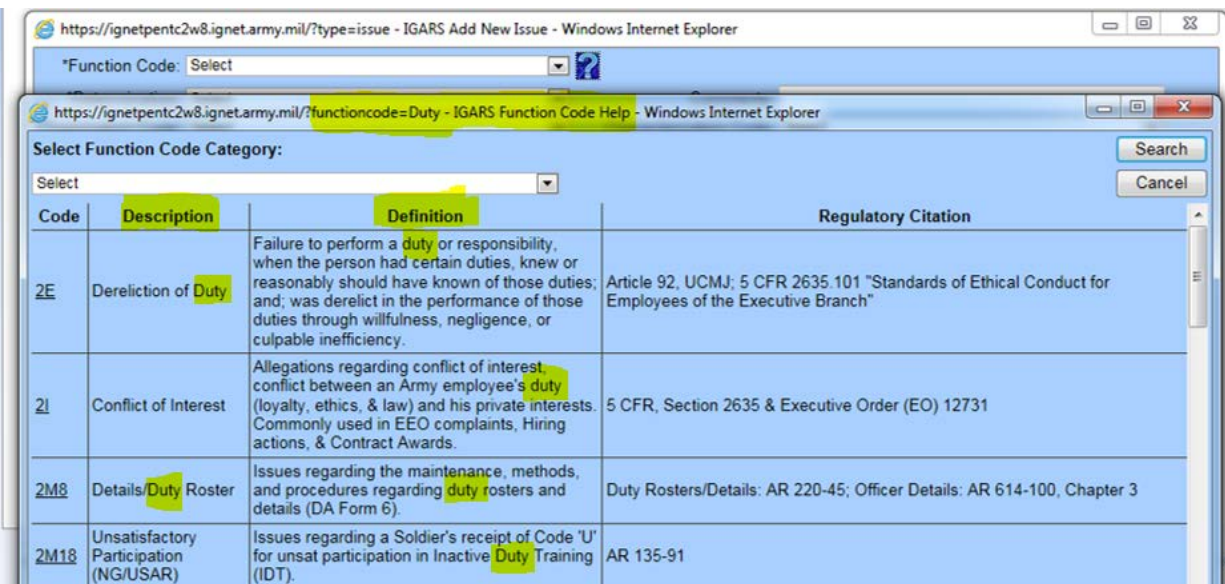 https://ignetpentc2w8.ignet.army.mil/?type=issue - IGARS Add New Issue - Windows Internet Explorer
*Function Code: Select
https://ignetpentc2w8.ignet.army.mil/?functioncode=Duty - IGARS Function Code Help - Windows Internet Explorer
Select Function Code Category:
Search
Select
Cancel
Code Description Definition Regulatory Citation
2E
Dereliction of Duty
Failure to perform a duty or responsibility,
when the person had certain duties, knew or
reasonably should have known of those duties;
and; was derelict in the performance of those
duties through willfulness, negligence, or
culpable inefficiency.
Article 92, UCMJ; 5 CFR 2635.101 "Standards of Ethical Conduct for
Employees of the Executive Branch"
2I
Conflict of Interest
Allegations regarding conflict of interest,
conflict between an Army employee's duty
(loyalty, ethics, & law) and his private interests.
Commonly used in EEO complaints, Hiring
actions, & Contract Awards.
5 CFR, Section 2635 & Executive Order (EO) 12731
2M8
Details/Duty Roster
Issues regarding the maintenance, methods,
and procedures regarding duty rosters and
details (DA Form 6).
Duty Rosters/Details: AR 220-45; Officer Details: AR 614-100, Chapter 3
2M18
Unsatisfactory
Participation
(NG/USAR)
Issues regarding a Soldier's receipt of Code 'U'
for unsat participation in Inactive Duty Training
(IDT).
AR 135-91